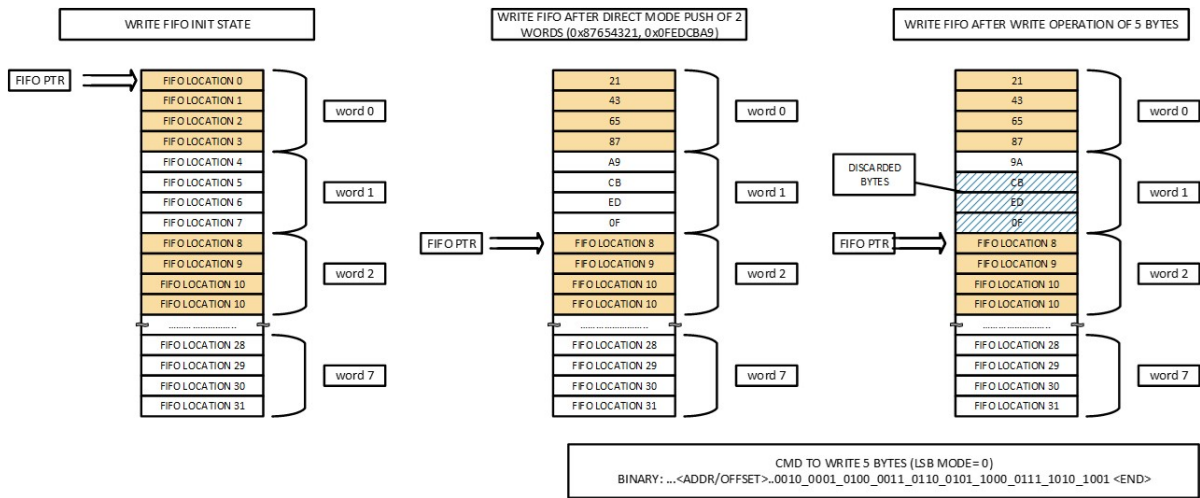 WRITE FIFO INIT STATE
FIFO PTR
FIFO LOCATION 0
FIFO LOCATION 1
FIFO LOCATION 2
FIFO LOCATION 3
FIFO LOCATION 4
FIFO LOCATION 5
FIFO LOCATION 6
FIFO LOCATION 7
FIFO LOCATION 8
FIFO LOCATION 9
FIFO LOCATION 10
FIFO LOCATION 10
......................
FIFO LOCATION 28
FIFO LOCATION 29
FIFO LOCATION 30
FIFO LOCATION 31
word 0
word 1
word 2
word 7
WRITE FIFO AFTER DIRECT MODE PUSH OF 2
WORDS (0x87654321, 0x0FEDCBA9)
FIFO PTR
21
43
65
87
A9
CB
ED
0F
FIFO LOCATION 8
FIFO LOCATION 9
FIFO LOCATION 10
FIFO LOCATION 10
......................
FIFO LOCATION 28
FIFO LOCATION 29
FIFO LOCATION 30
FIFO LOCATION 31
word 0
word 1
word 2
word 7
WRITE FIFO AFTER WRITE OPERATION OF 5 BYTES
DISCARDED
BYTES
FIFO PTR
21
43
65
87
9A
CB
ED
0F
FIFO LOCATION 8
FIFO LOCATION 9
FIFO LOCATION 10
FIFO LOCATION 10
......................
FIFO LOCATION 28
FIFO LOCATION 29
FIFO LOCATION 30
FIFO LOCATION 31
word 0
word 1
word 2
word 7
CMD TO WRITE 5 BYTES (LSB MODE= 0)
BINARY: ...<ADDR/OFFSET>..0010_0001_0100_0011_0110_0101_1000_0111_1010_1001 <END>